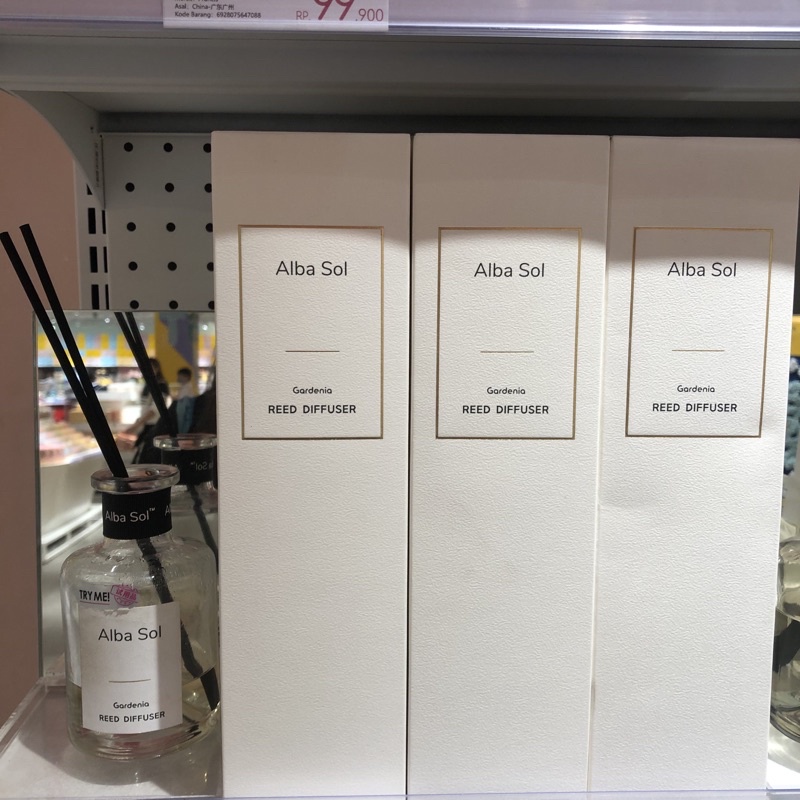 Asal: China-广东广州
Kode Barang: 6928075647088
RP 99.900
Alba Sol
Gardenia
REED DIFFUSER
Alba Sol
Gardenia
REED DIFFUSER
Alba Sol
Gardenia
REED DIFFUSER
Alba Sol™
TRY ME!
Alba Sol
Gardenia
REED DIFFUSER